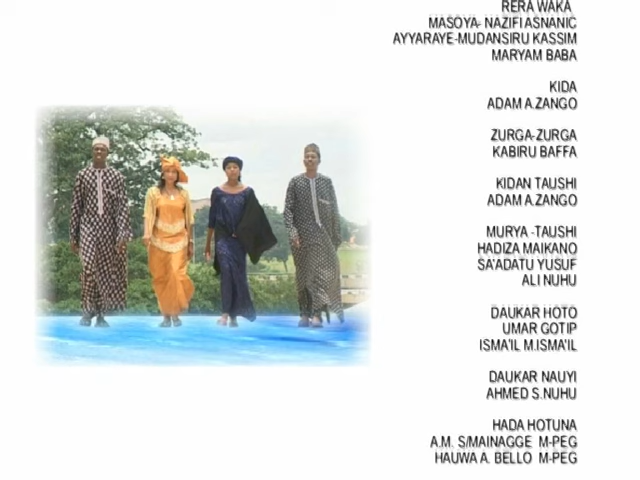 RERA WAKA
MASOYA- NAZIFI ASNANIC
AYYARAYE-MUDANSIRU KASSIM
MARYAM BABA
KIDA
ADAM A.ZANGO
ZURGA-ZURGA
KABIRU BAFFA
KIDAN TAUSHI
ADAM A.ZANGO
MURYA -TAUSHI
HADIZA MAIKANO
SA'ADATU YUSUF
ALI NUHU
DAUKAR HOTO
UMAR GOTIP
ISMA'IL M.ISMA'IL
DAUKAR NAUYI
AHMED S.NUHU
HADA HOTUNA
A.M. S/MAINAGGE M-PEG
HAUWA A. BELLO M-PEG